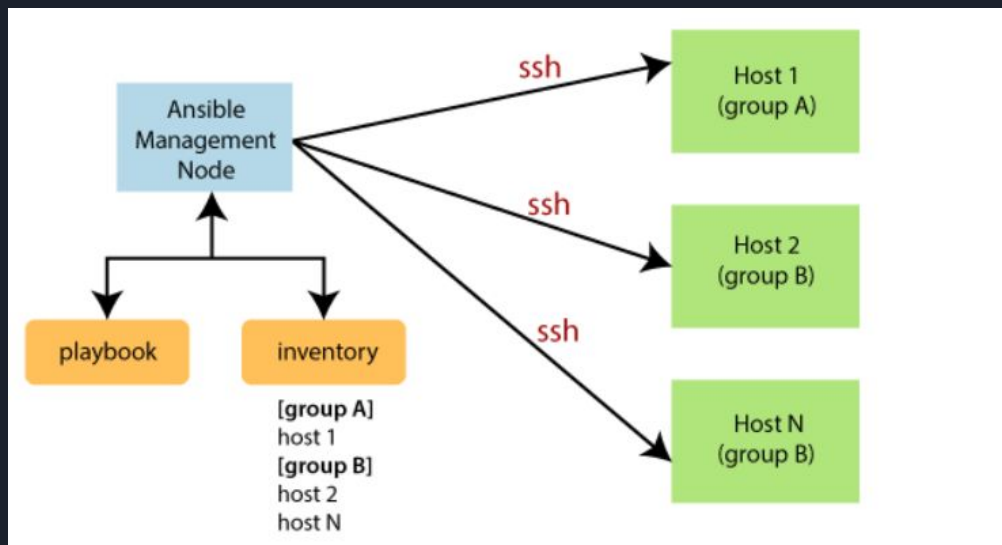 Ansible
Management
Node
ssh
ssh
ssh
Host 1
(group A)
Host 2
(group B)
Host N
(group B)
playbook
inventory
[group A]
host 1
[group B]
host 2
host N